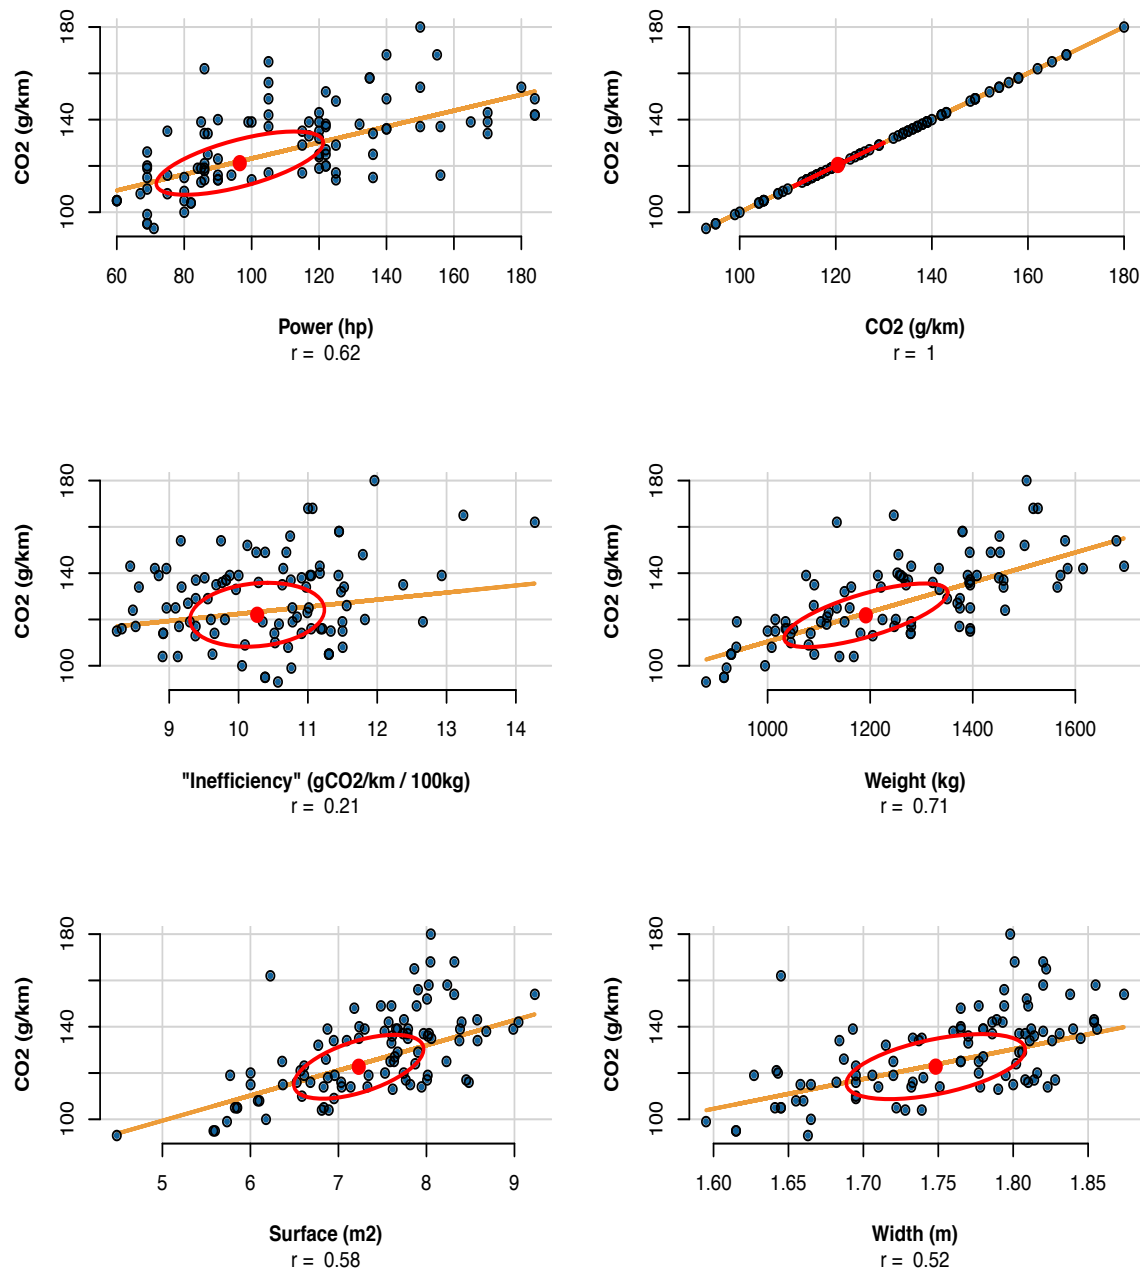 CO2 (g/km)
100 140 180
60 80 100 120 140 160 180
Power (hp)
r = 0.62
CO2 (g/km)
100 140 180
100 120 140 160 180
CO2 (g/km)
r = 1
CO2 (g/km)
100 140 180
9 10 11 12 13 14
"Inefficiency" (gCO2/km / 100kg)
r = 0.21
CO2 (g/km)
100 140 180
1000 1200 1400 1600
Weight (kg)
r = 0.71
CO2 (g/km)
100 140 180
5 6 7 8 9
Surface (m2)
r = 0.58
CO2 (g/km)
100 140 180
1.60 1.65 1.70 1.75 1.80 1.85
Width (m)
r = 0.52